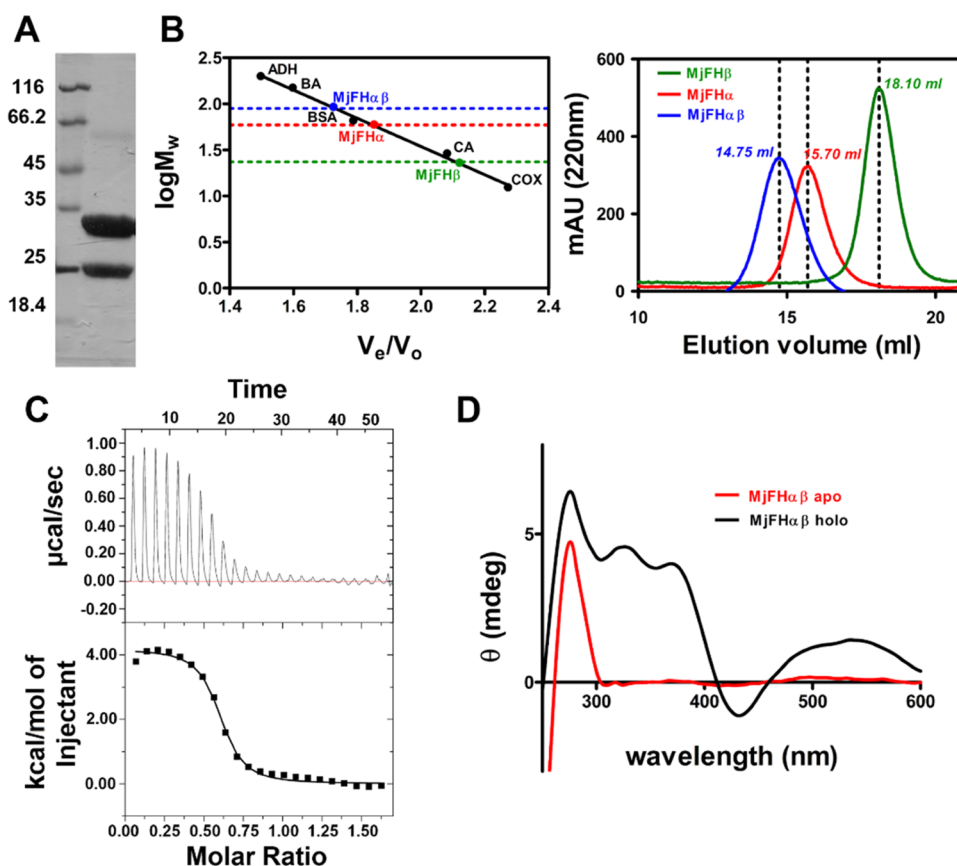 A
116
66.2
45
35
25
18.4
B
logMw
2.5
2.0
1.5
1.0
0.5
0.0
ADH
BA
MjFHαβ
BSA
MjFHα
CA
MjFHβ
COX
1.4 1.6 1.8 2.0 2.2 2.4
Ve/Vo
mAU (220nm)
600
400
200
0
MjFHβ
MjFHα
MjFHαβ
18.10 ml
14.75 ml
15.70 ml
10 15 20
Elution volume (ml)
C
Time
10 20 30 40 50
µcal/sec
1.00
0.80
0.60
0.40
0.20
0.00
-0.20
kcal/mol of
Injectant
4.00
2.00
0.00
0.00 0.25 0.50 0.75 1.00 1.25 1.50
Molar Ratio
D
θ (mdeg)
5
0
MjFHαβ apo
MjFHαβ holo
300 400 500 600
wavelength (nm)